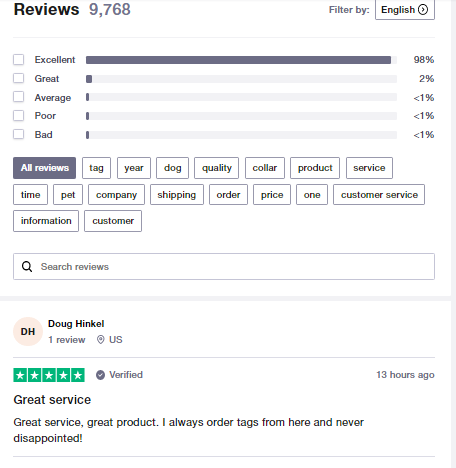 Reviews 9,768
Filter by: English
Excellent 98%
Great 2%
Average <1%
Poor <1%
Bad <1%
All reviews tag year dog quality collar product service
time pet company shipping order price one customer service
information customer
Search reviews
DH
Doug Hinkel
1 review US
Verified 13 hours ago
Great service
Great service, great product. I always order tags from here and never
disappointed!